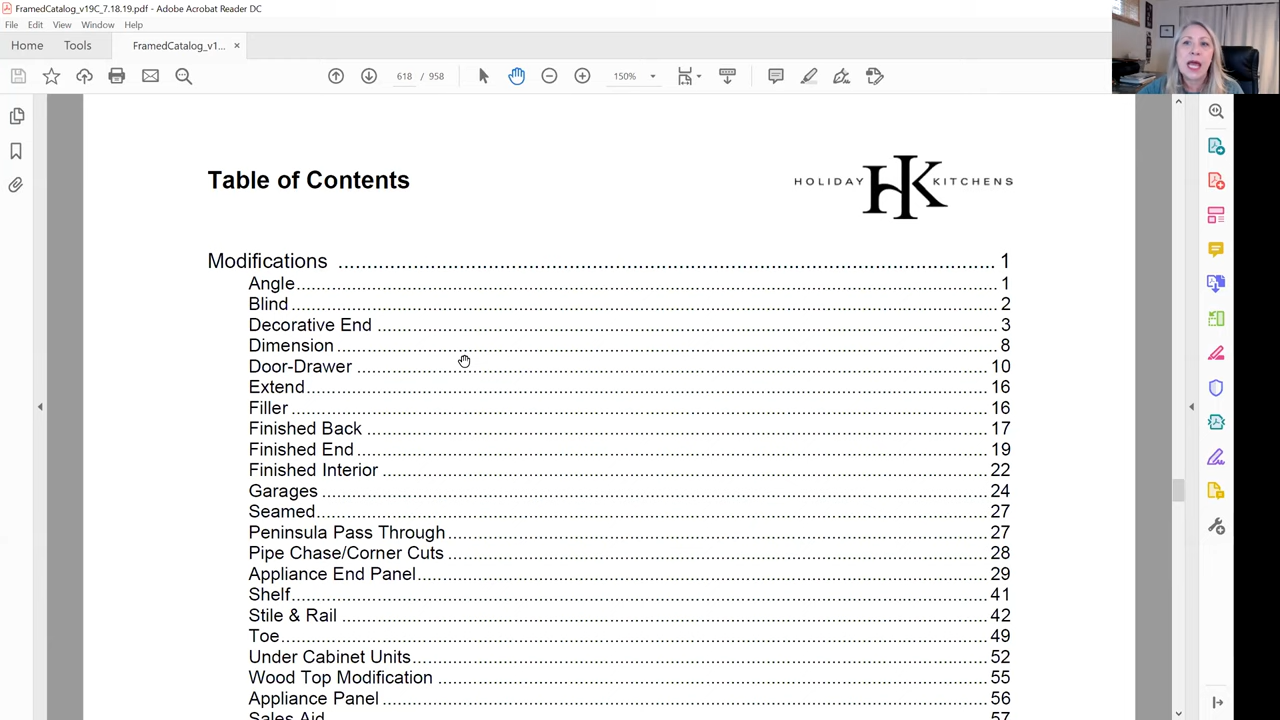 FramedCatalog_v19C_7.18.19.pdf - Adobe Acrobat Reader DC
File Edit View Window Help
Home Tools FramedCatalog_v1... ×
618 / 958 150%
Table of Contents
HOLIDAY HK KITCHENS
Modifications ........ 1
Angle........ 1
Blind ........ 2
Decorative End ........ 3
Dimension ........ 8
Door-Drawer ........ 10
Extend........ 16
Filler ........ 16
Finished Back ........ 17
Finished End ........ 19
Finished Interior ........ 22
Garages ........ 24
Seamed........ 27
Peninsula Pass Through........ 27
Pipe Chase/Corner Cuts ........ 28
Appliance End Panel........ 29
Shelf........ 41
Stile & Rail ........ 42
Toe........ 49
Under Cabinet Units........ 52
Wood Top Modification ........ 55
Appliance Panel ........ 56
Sales Aid ........ 57